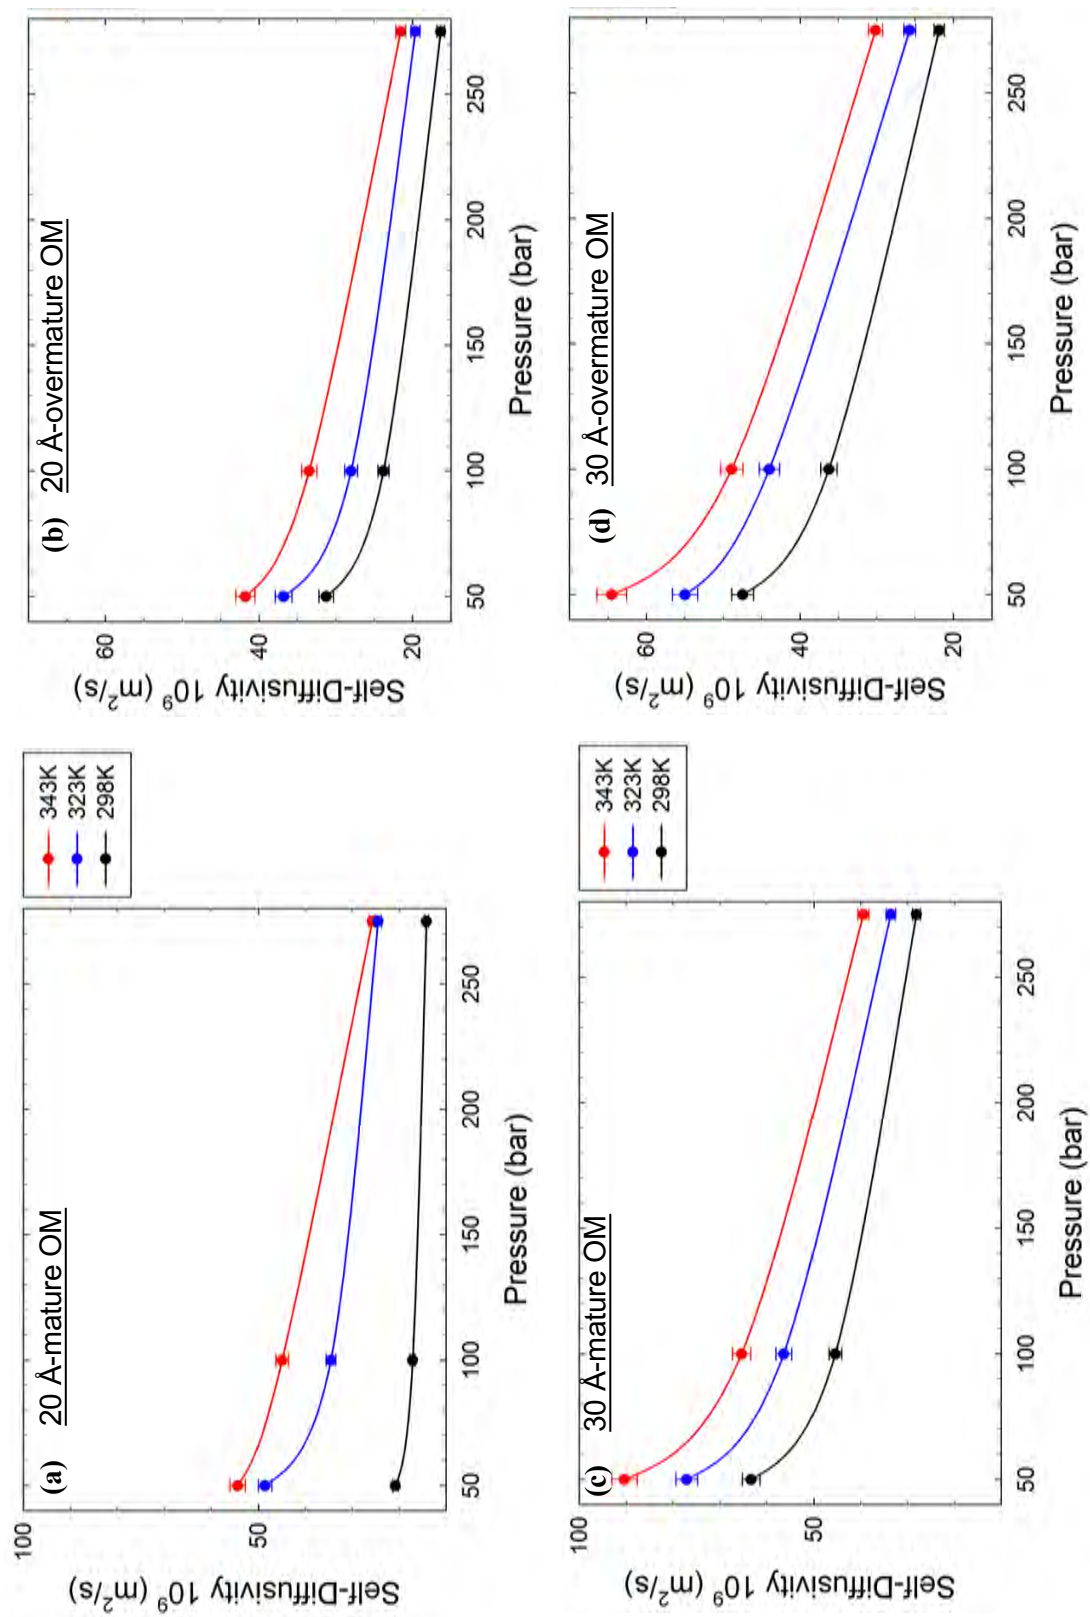 (a) 20 Å-mature OM
Self-Diffusivity 10⁹ (m²/s)
100
50
50
100
150
200
250
Pressure (bar)
343K
323K
298K
(b) 20 Å-overmature OM
Self-Diffusivity 10⁹ (m²/s)
60
40
20
50
100
150
200
250
Pressure (bar)
(c) 30 Å-mature OM
Self-Diffusivity 10⁹ (m²/s)
100
50
50
100
150
200
250
Pressure (bar)
343K
323K
298K
(d) 30 Å-overmature OM
Self-Diffusivity 10⁹ (m²/s)
60
40
20
50
100
150
200
250
Pressure (bar)